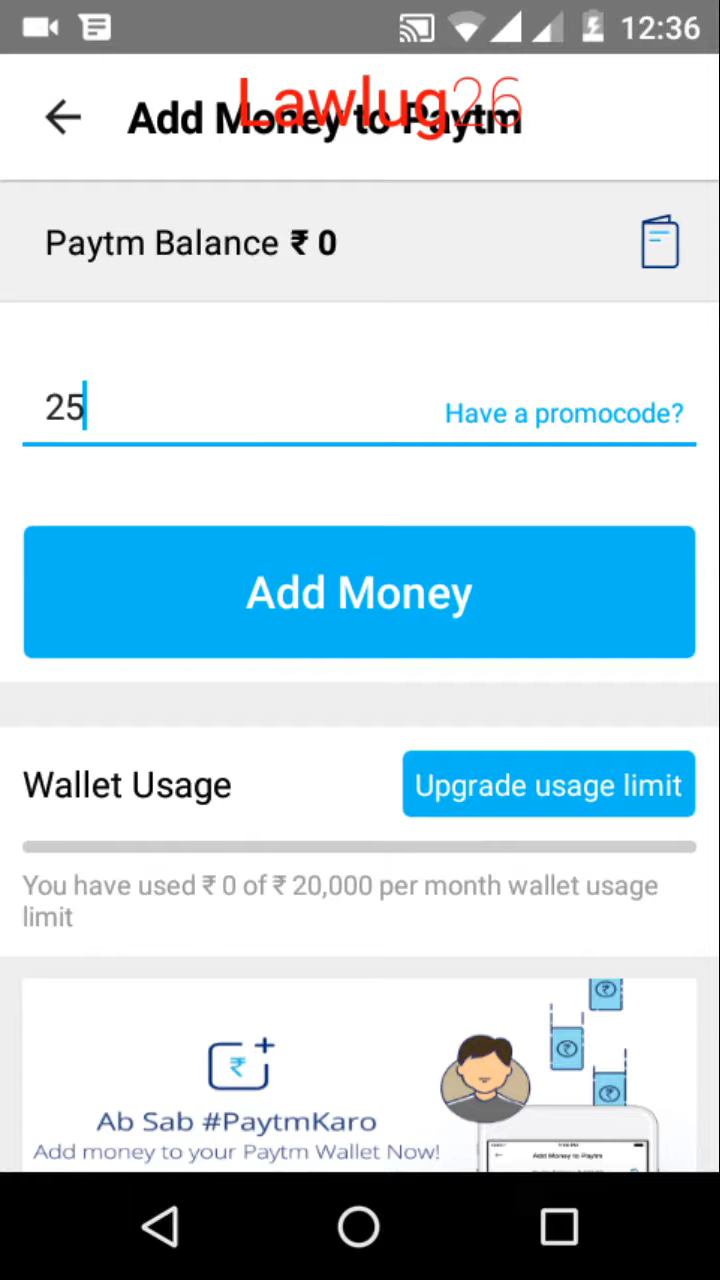 12:36
Lawlug26
Add Money to Paytm
Paytm Balance ₹ 0
25
Have a promocode?
Add Money
Wallet Usage
Upgrade usage limit
You have used ₹ 0 of ₹ 20,000 per month wallet usage
limit
₹
₹
₹
₹
Ab Sab #PaytmKaro
Add money to your Paytm Wallet Now!
Add Money to Paytm